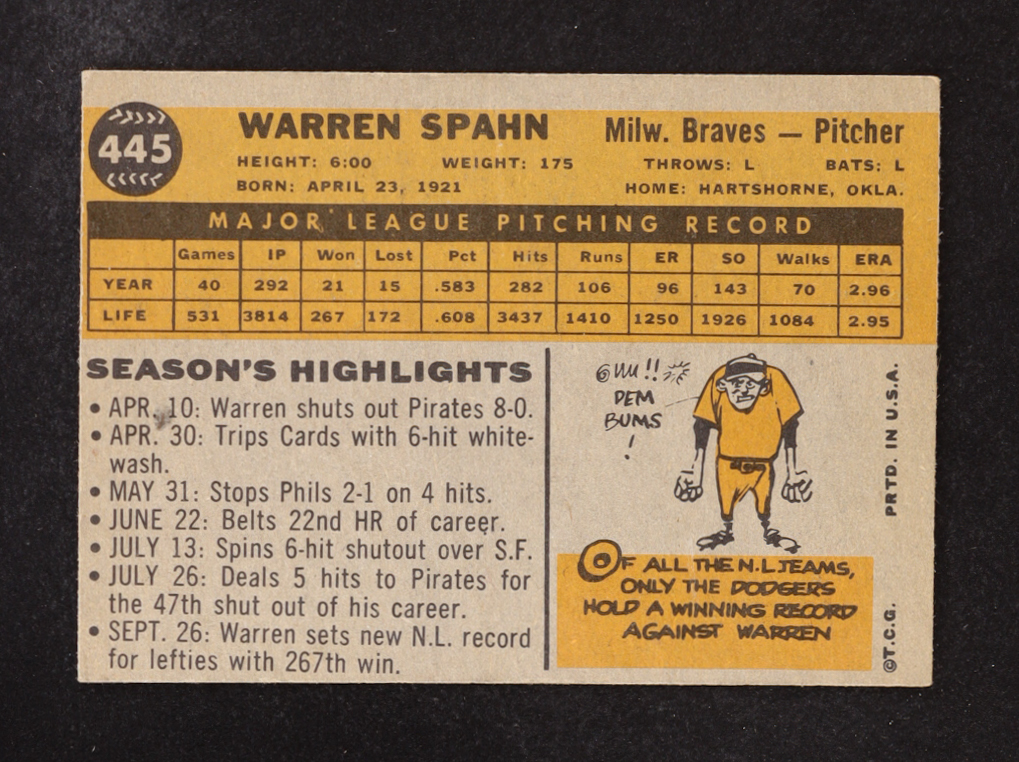 445
WARREN SPAHN Milw. Braves — Pitcher
HEIGHT: 6:00 WEIGHT: 175 THROWS: L BATS: L
BORN: APRIL 23, 1921 HOME: HARTSHORNE, OKLA.
MAJOR LEAGUE PITCHING RECORD
Games IP Won Lost Pct Hits Runs ER SO Walks ERA
YEAR 40 292 21 15 .583 282 106 96 143 70 2.96
LIFE 531 3814 267 172 .608 3437 1410 1250 1926 1084 2.95
SEASON'S HIGHLIGHTS
• APR. 10: Warren shuts out Pirates 8-0.
• APR. 30: Trips Cards with 6-hit white-
wash.
• MAY 31: Stops Phils 2-1 on 4 hits.
• JUNE 22: Belts 22nd HR of career.
• JULY 13: Spins 6-hit shutout over S.F.
• JULY 26: Deals 5 hits to Pirates for
the 47th shut out of his career.
• SEPT. 26: Warren sets new N.L. record
for lefties with 267th win.
DEM
BUMS
!
OF ALL THE N.L. TEAMS,
ONLY THE DODGERS
HOLD A WINNING RECORD
AGAINST WARREN
PRTD. IN U.S.A.
©T.C.G.